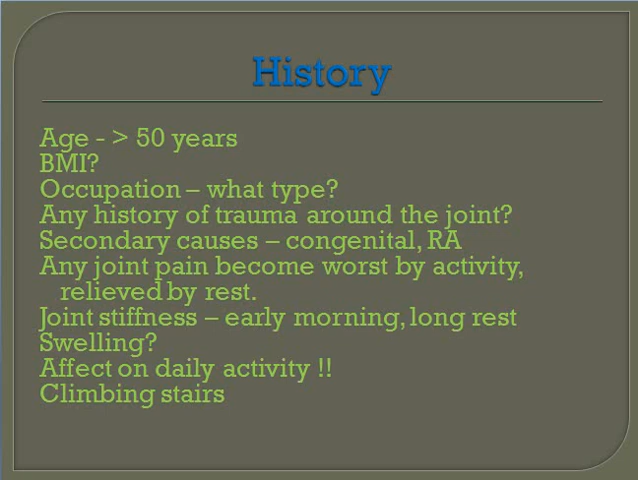 History
Age - > 50 years
BMI?
Occupation – what type?
Any history of trauma around the joint?
Secondary causes – congenital, RA
Any joint pain become worst by activity,
relieved by rest.
Joint stiffness – early morning, long rest
Swelling?
Affect on daily activity !!
Climbing stairs